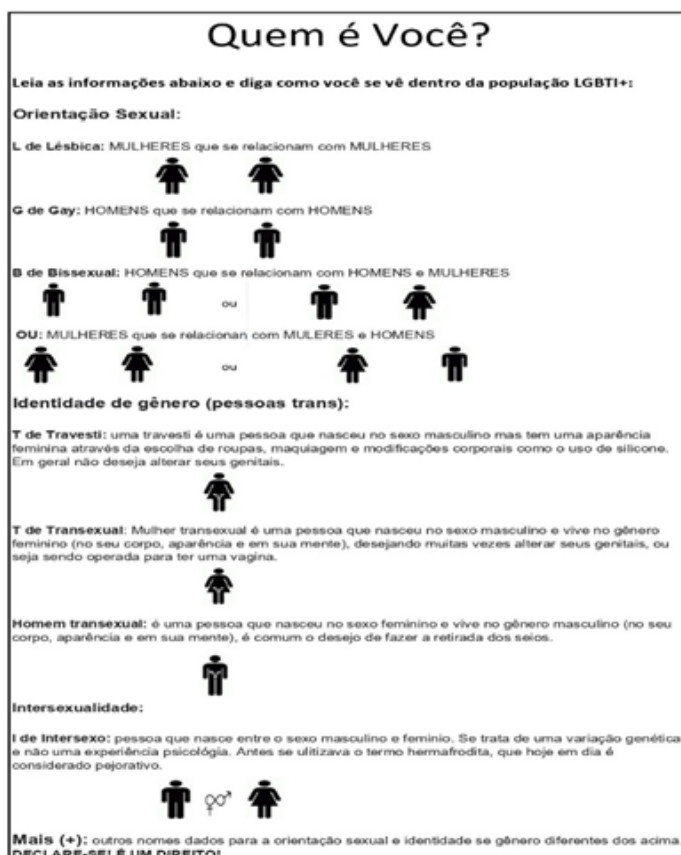 Quem é Você?
Leia as informações abaixo e diga como você se vê dentro da população LGBTI+:
Orientação Sexual:
L de Lésbica: MULHERES que se relacionam com MULHERES
G de Gay: HOMENS que se relacionam com HOMENS
B de Bissexual: HOMENS que se relacionam com HOMENS e MULHERES
ou
OU: MULHERES que se relacionan com MULERES e HOMENS
ou
Identidade de gênero (pessoas trans):
T de Travesti: uma travesti é uma pessoa que nasceu no sexo masculino mas tem uma aparência
feminina através da escolha de roupas, maquiagem e modificações corporais como o uso de silicone.
Em geral não deseja alterar seus genitais.
T de Transexual: Mulher transexual é uma pessoa que nasceu no sexo masculino e vive no gênero
feminino (no seu corpo, aparência e em sua mente), desejando muitas vezes alterar seus genitais, ou
seja sendo operada para ter uma vagina.
Homem transexual: é uma pessoa que nasceu no sexo feminino e vive no gênero masculino (no seu
corpo, aparência e em sua mente), é comum o desejo de fazer a retirada dos seios.
Intersexualidade:
I de Intersexo: pessoa que nasce entre o sexo masculino e feminio. Se trata de uma variação genética
e não uma experiência psicológia. Antes se ulitizava o termo hermafrodita, que hoje em dia é
considerado pejorativo.
Mais (+): outros nomes dados para a orientação sexual e identidade se gênero diferentes dos acima.
DECLARE-SE! É UM DIREITO!